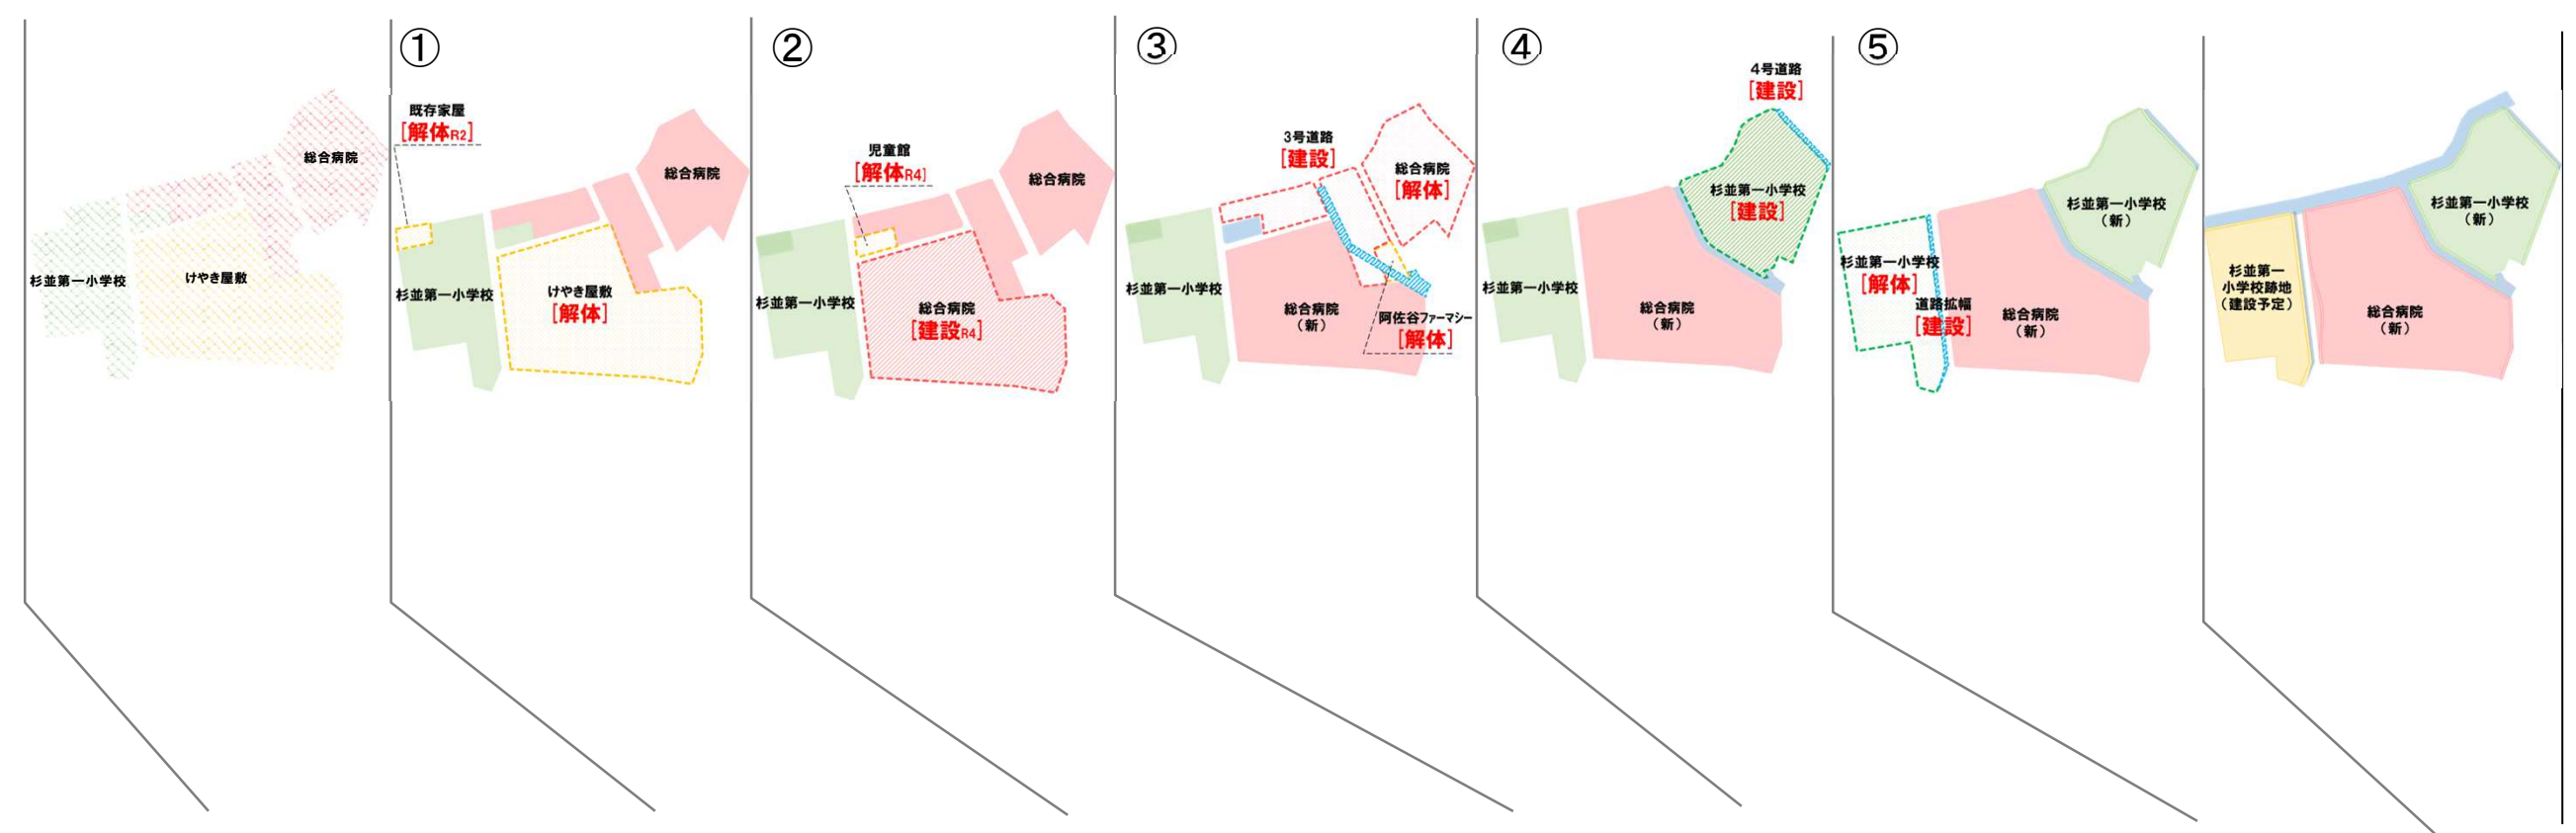 総合病院
杉並第一小学校
けやき屋敷
①
既存家屋
[解体R2]
総合病院
杉並第一小学校
けやき屋敷
[解体]
②
児童館
[解体R4]
総合病院
杉並第一小学校
総合病院
[建設R4]
③
3号道路
[建設]
総合病院
[解体]
杉並第一小学校
総合病院
(新)
阿佐谷ファーマシー
[解体]
④
4号道路
[建設]
杉並第一小学校
[建設]
杉並第一小学校
総合病院
(新)
⑤
杉並第一小学校
(新)
杉並第一小学校
[解体]
道路拡幅
[建設]
総合病院
(新)
杉並第一小学校
(新)
杉並第一
小学校跡地
(建設予定)
総合病院
(新)